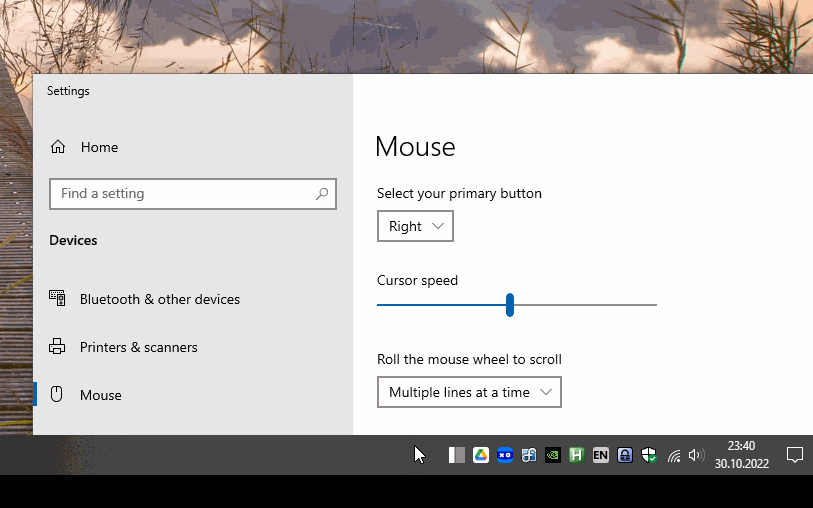 Settings
Home
Find a setting
Devices
Bluetooth & other devices
Printers & scanners
Mouse
Mouse
Select your primary button
Right
Cursor speed
Roll the mouse wheel to scroll
Multiple lines at a time
XO
H
EN
23:40
30.10.2022